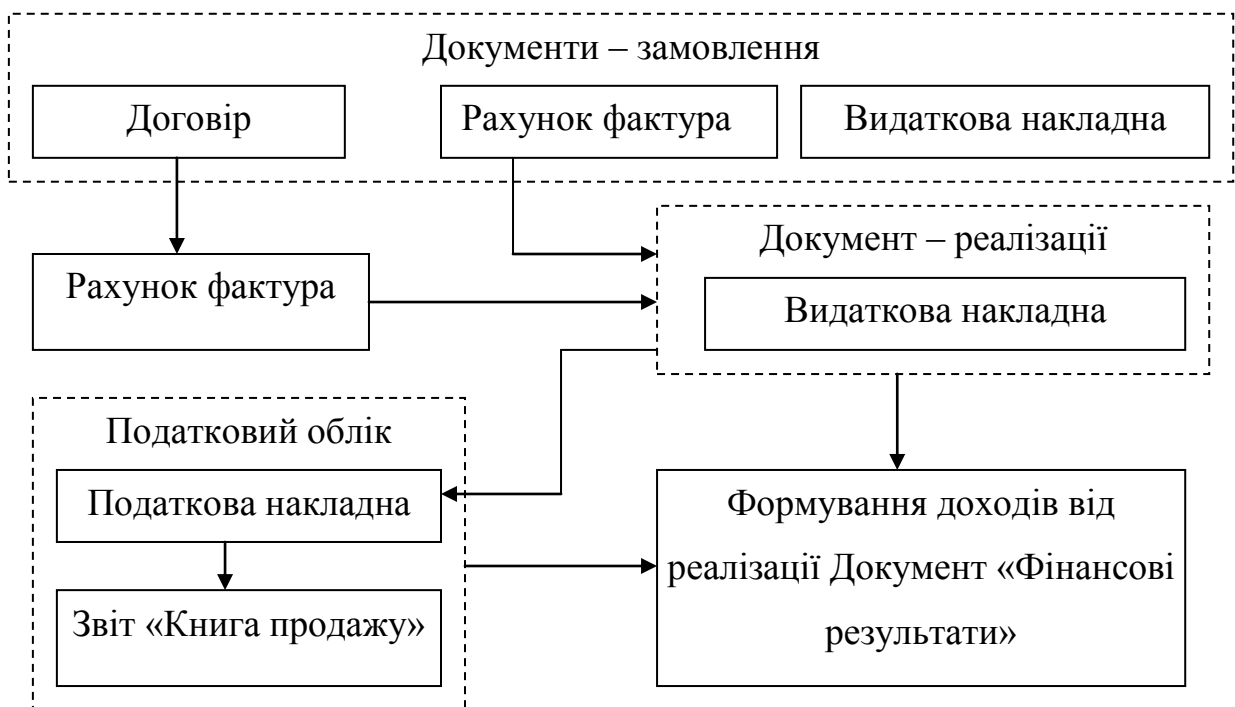 Документи – замовлення
Договір
Рахунок фактура
Видаткова накладна
Документ – реалізації
Рахунок фактура
Видаткова накладна
Податковий облік
Податкова накладна
Звіт «Книга продажу»
Формування доходів від
реалізації Документ «Фінансові
результати»